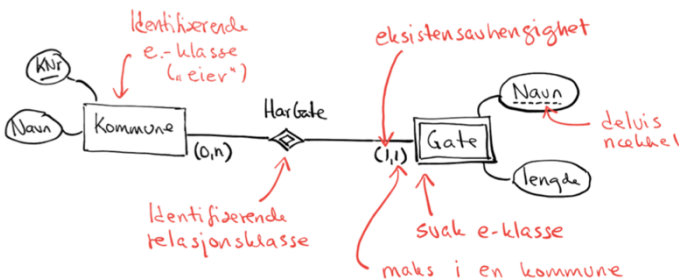 Identifiserende
e.-klasse
("eier")
eksistensavhengighet
KNr
Navn
Kommune
HarGate
(0,n)
(1,1)
Gate
Navn
delvis
nøkkel
lengde
Identifiserende
relasjonsklasse
svak e-klasse
maks i en kommune